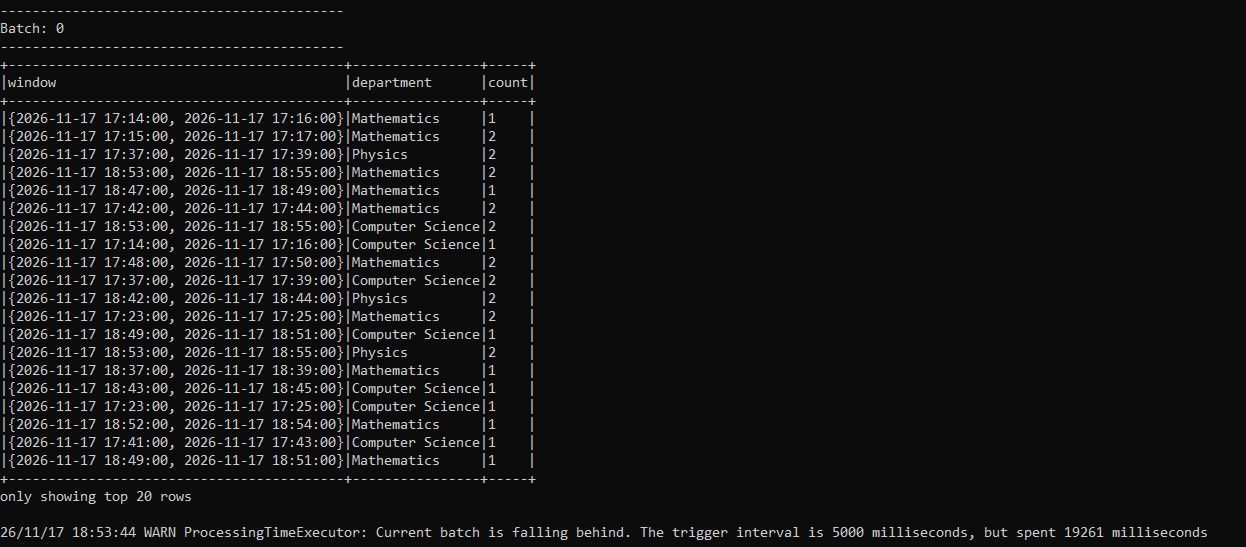 -------------------------------------------
Batch: 0
-------------------------------------------
+------------------------------------------+----------------+-----+
|window                                    |department      |count|
+------------------------------------------+----------------+-----+
|{2026-11-17 17:14:00, 2026-11-17 17:16:00}|Mathematics     |1    |
|{2026-11-17 17:15:00, 2026-11-17 17:17:00}|Mathematics     |2    |
|{2026-11-17 17:37:00, 2026-11-17 17:39:00}|Physics         |2    |
|{2026-11-17 18:53:00, 2026-11-17 18:55:00}|Mathematics     |2    |
|{2026-11-17 18:47:00, 2026-11-17 18:49:00}|Mathematics     |1    |
|{2026-11-17 17:42:00, 2026-11-17 17:44:00}|Mathematics     |2    |
|{2026-11-17 18:53:00, 2026-11-17 18:55:00}|Computer Science|2    |
|{2026-11-17 17:14:00, 2026-11-17 17:16:00}|Computer Science|1    |
|{2026-11-17 17:48:00, 2026-11-17 17:50:00}|Mathematics     |2    |
|{2026-11-17 17:37:00, 2026-11-17 17:39:00}|Computer Science|2    |
|{2026-11-17 18:42:00, 2026-11-17 18:44:00}|Physics         |2    |
|{2026-11-17 17:23:00, 2026-11-17 17:25:00}|Mathematics     |2    |
|{2026-11-17 18:49:00, 2026-11-17 18:51:00}|Computer Science|1    |
|{2026-11-17 18:53:00, 2026-11-17 18:55:00}|Physics         |2    |
|{2026-11-17 18:37:00, 2026-11-17 18:39:00}|Mathematics     |1    |
|{2026-11-17 18:43:00, 2026-11-17 18:45:00}|Computer Science|1    |
|{2026-11-17 17:23:00, 2026-11-17 17:25:00}|Computer Science|1    |
|{2026-11-17 18:52:00, 2026-11-17 18:54:00}|Mathematics     |1    |
|{2026-11-17 17:41:00, 2026-11-17 17:43:00}|Computer Science|1    |
|{2026-11-17 18:49:00, 2026-11-17 18:51:00}|Mathematics     |1    |
+------------------------------------------+----------------+-----+
only showing top 20 rows
26/11/17 18:53:44 WARN ProcessingTimeExecutor: Current batch is falling behind. The trigger interval is 5000 milliseconds, but spent 19261 milliseconds